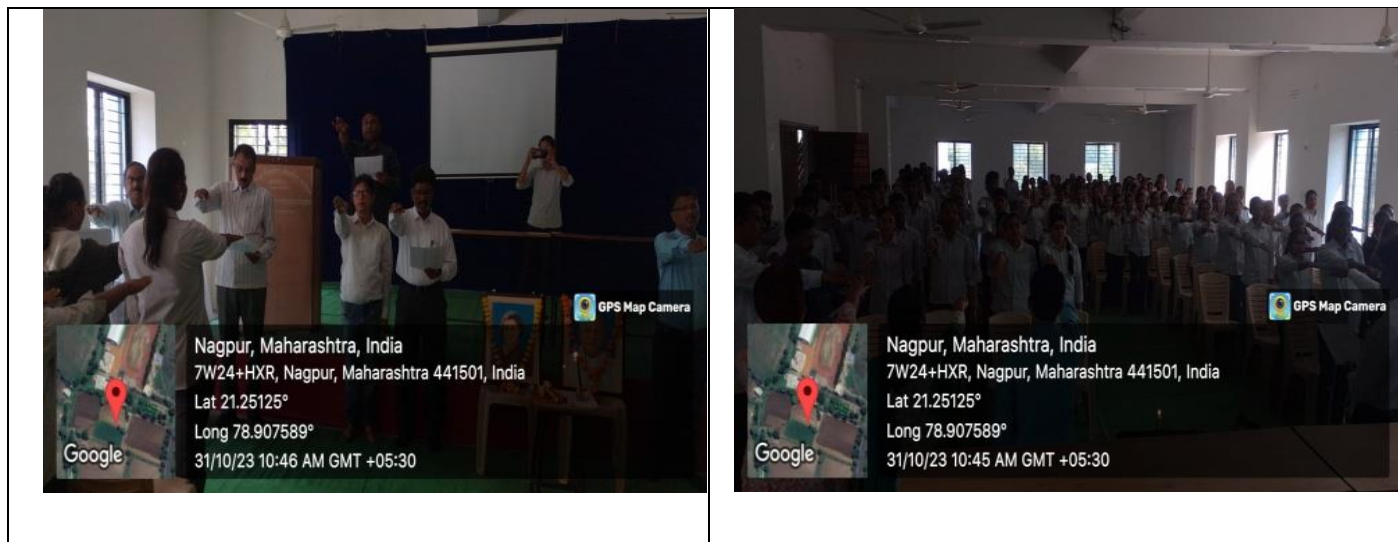 GPS Map Camera
Nagpur, Maharashtra, India
7W24+HXR, Nagpur, Maharashtra 441501, India
Lat 21.25125°
Long 78.907589°
31/10/23 10:46 AM GMT +05:30
Google
GPS Map Camera
Nagpur, Maharashtra, India
7W24+HXR, Nagpur, Maharashtra 441501, India
Lat 21.25125°
Long 78.907589°
31/10/23 10:45 AM GMT +05:30
Google